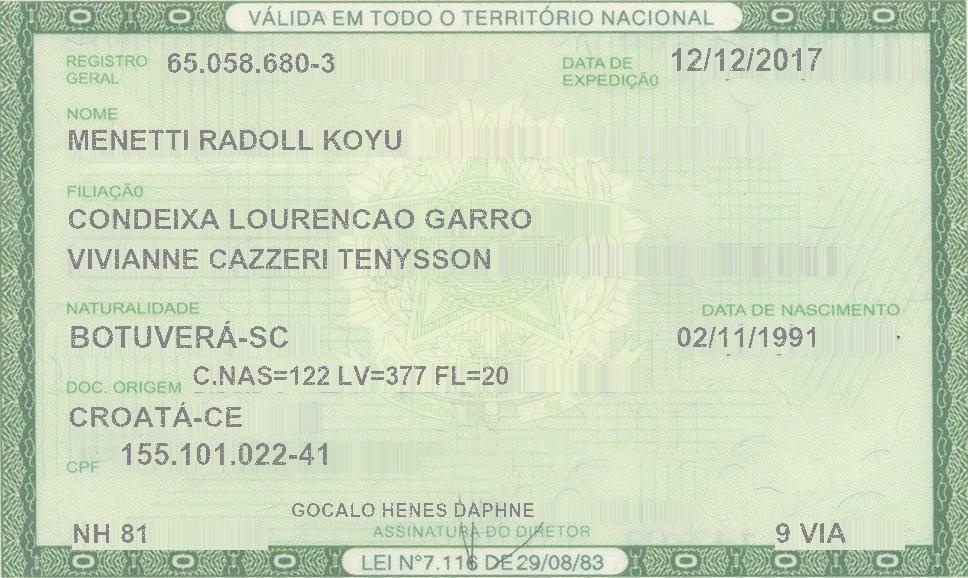 VÁLIDA EM TODO O TERRITÓRIO NACIONAL
REGISTRO GERAL 65.058.680-3 DATA DE EXPEDIÇÃO 12/12/2017
NOME
MENETTI RADOLL KOYU
FILIAÇÃO
CONDEIXA LOURENCAO GARRO
VIVIANNE CAZZERI TENYSSON
NATURALIDADE DATA DE NASCIMENTO
BOTUVERÁ-SC 02/11/1991
DOC. ORIGEM C.NAS=122 LV=377 FL=20
CROATÁ-CE
CPF 155.101.022-41
GOCALO HENES DAPHNE
NH 81 ASSINATURA DO DIRETOR 9 VIA
LEI Nº7.116 DE 29/08/83